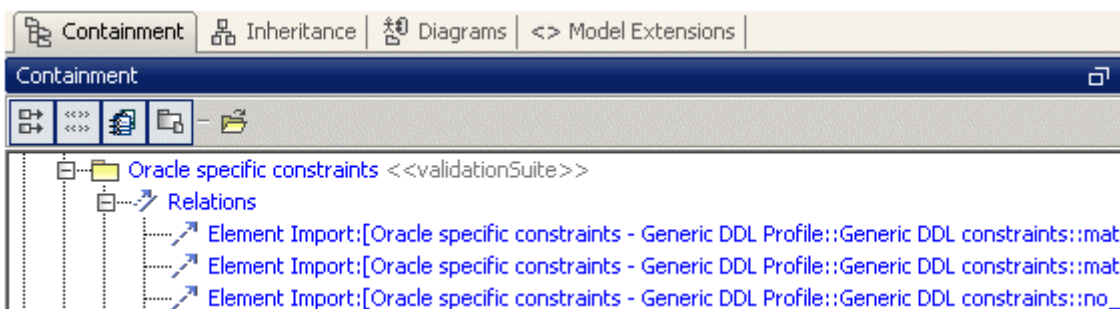 Containment Inheritance Diagrams <> Model Extensions
Containment
Oracle specific constraints <<validationSuite>>
Relations
Element Import:[Oracle specific constraints - Generic DDL Profile::Generic DDL constraints::mat
Element Import:[Oracle specific constraints - Generic DDL Profile::Generic DDL constraints::mat
Element Import:[Oracle specific constraints - Generic DDL Profile::Generic DDL constraints::no_